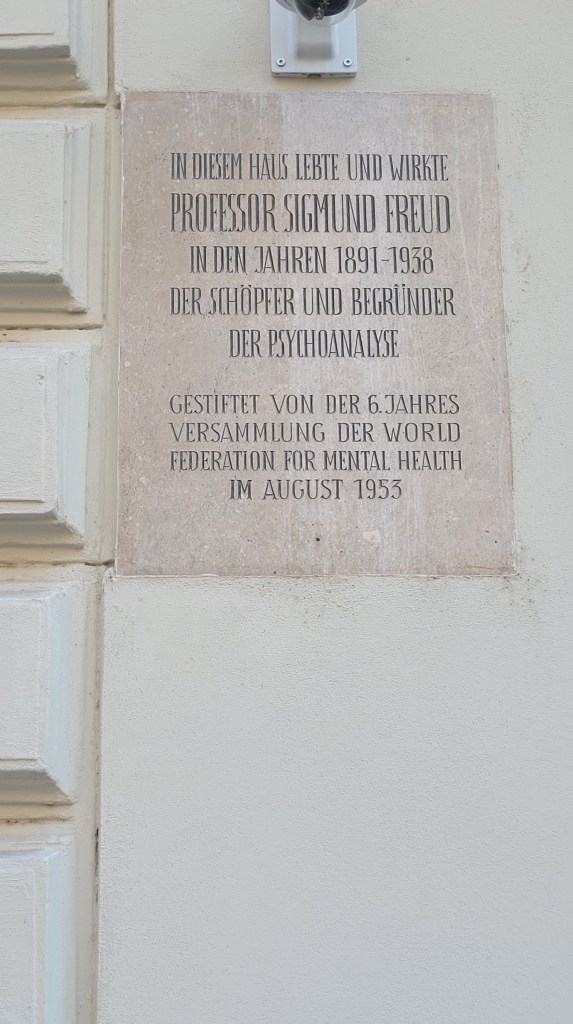 IN DIESEM HAUS LEBTE UND WIRKTE
PROFESSOR SIGMUND FREUD
IN DEN JAHREN 1891-1938
DER SCHÖPFER UND BEGRÜNDER
DER PSYCHOANALYSE
GESTIFTET VON DER 6. JAHRES
VERSAMMLUNG DER WORLD
FEDERATION FOR MENTAL HEALTH
IM AUGUST 1953